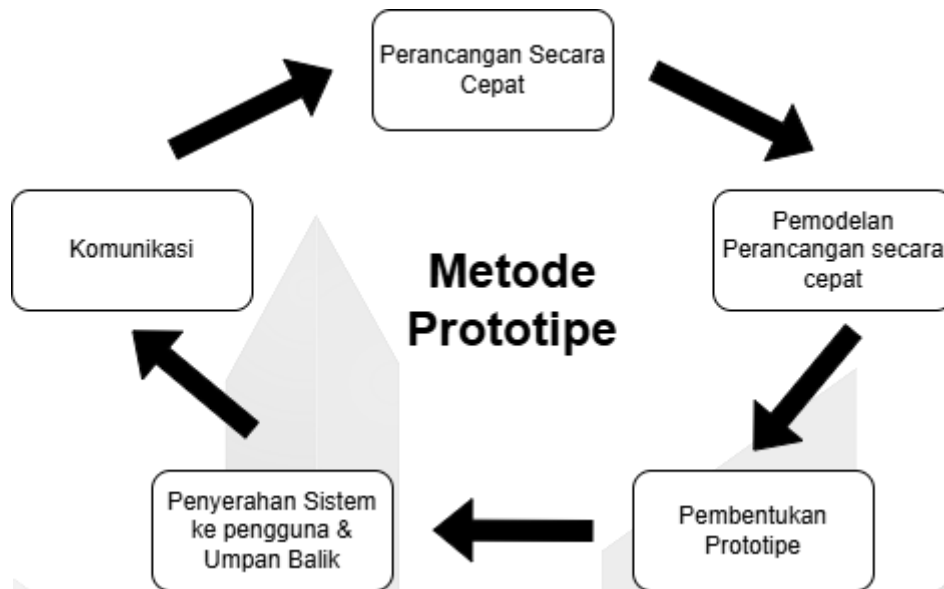 Perancangan Secara
Cepat
Komunikasi
Pemodelan
Perancangan secara
cepat
Metode
Prototipe
Penyerahan Sistem
ke pengguna &
Umpan Balik
Pembentukan
Prototipe